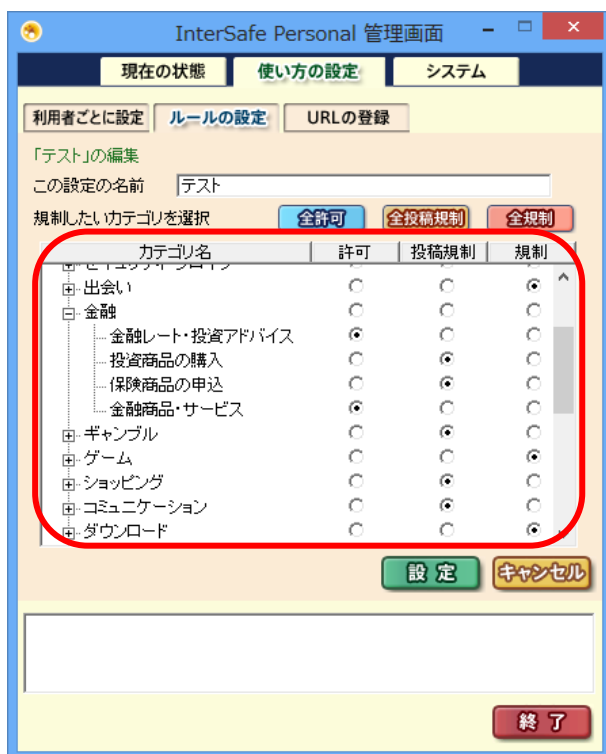 InterSafe Personal 管理画面
現在の状態 使い方の設定 システム
利用者ごとに設定 ルールの設定 URLの登録
「テスト」の編集
この設定の名前 テスト
規制したいカテゴリを選択 全許可 全投稿規制 全規制
カテゴリ名 許可 投稿規制 規制
出会い
金融
金融レート・投資アドバイス
投資商品の購入
保険商品の申込
金融商品・サービス
ギャンブル
ゲーム
ショッピング
コミュニケーション
ダウンロード
設定 キャンセル
終了